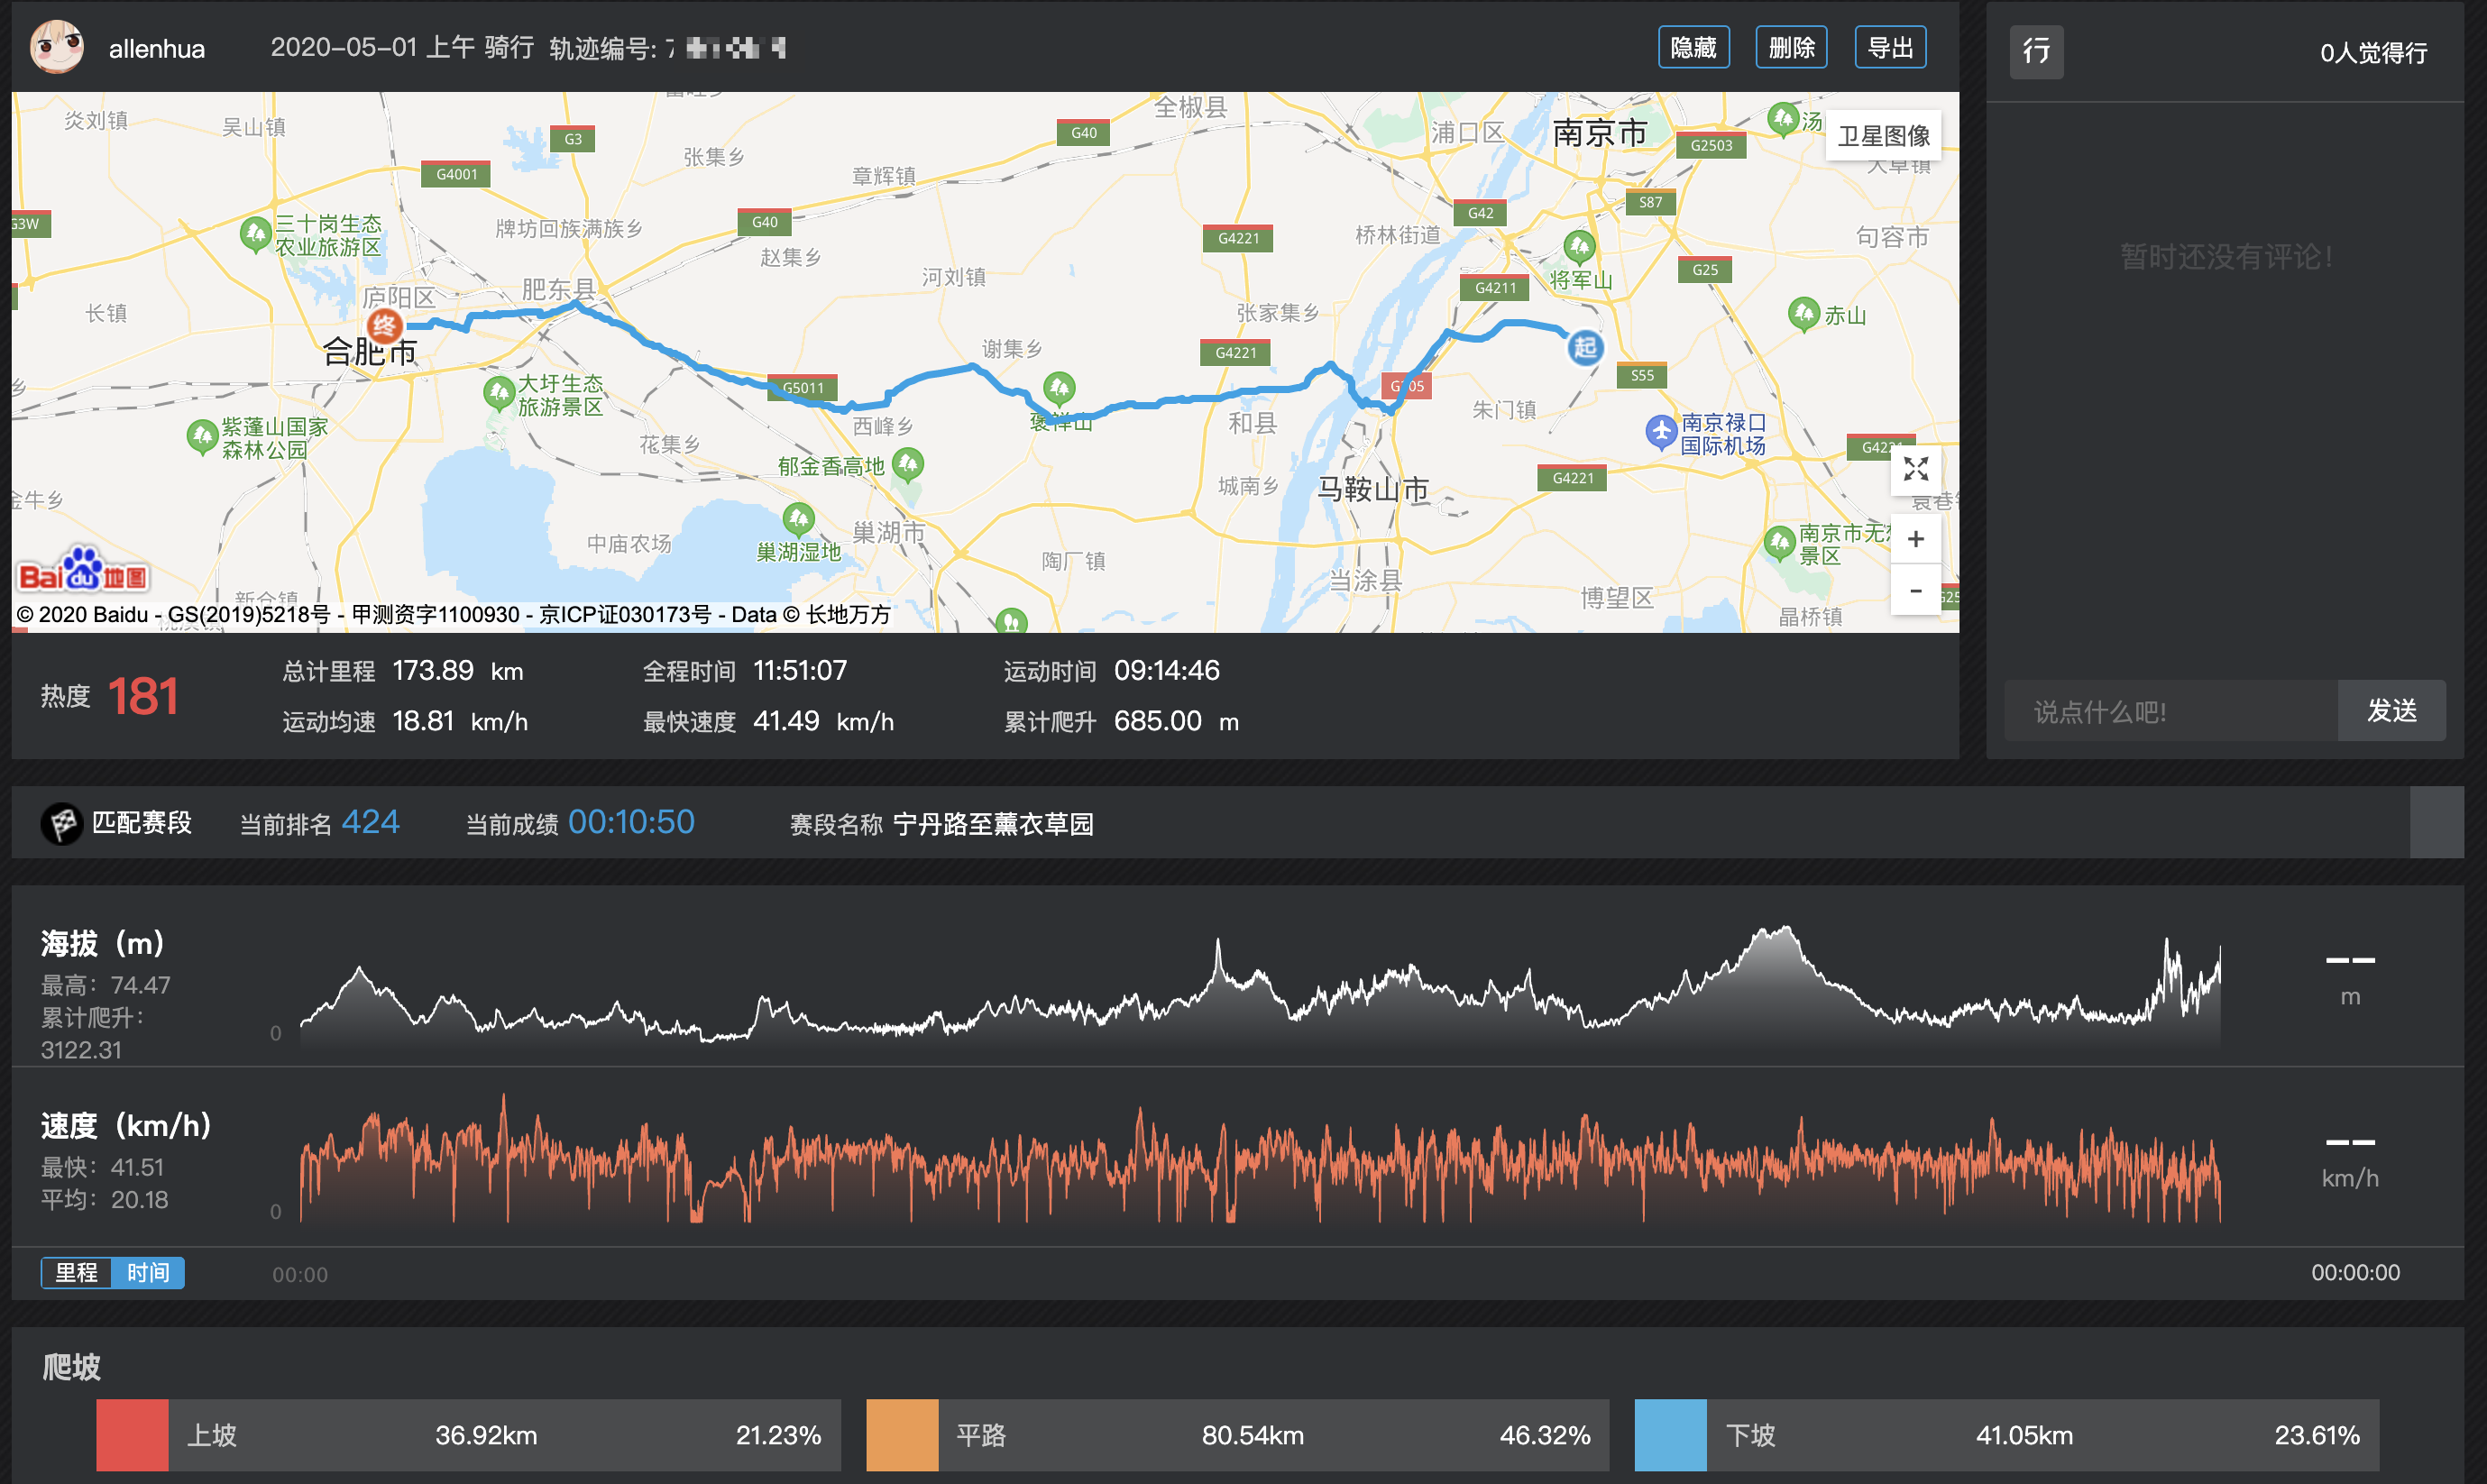 allenhua
2020-05-01 上午 骑行 轨迹编号:
隐藏
删除
导出
行
0人觉得行
炎刘镇
吴山镇
G3
G4001
张集乡
章辉镇
G40
全椒县
浦口区
南京市
G2503
汤
卫星图像
G3W
三十岗生态
农业旅游区
牌坊回族满族乡
G40
赵集乡
河刘镇
G4221
桥林街道
G42
S87
将军山
句容市
G25
长镇
庐阳区
肥东县
张家集乡
G4211
赤山
终
合肥市
谢集乡
G4221
起
S55
大圩生态
旅游景区
G5011
褒禅山
西峰乡
和县
朱门镇
南京禄口
国际机场
紫蓬山国家
森林公园
花集乡
郁金香高地
城南乡
马鞍山市
G4221
金牛乡
中庙农场
巢湖湿地
巢湖市
陶厂镇
当涂县
博望区
景区
晶桥镇
Bai du 地图
新仓镇
© 2020 Baidu - GS(2019)5218号 - 甲测资字1100930 - 京ICP证030173号 - Data © 长地万方
+
-
暂时还没有评论!
说点什么吧!
发送
热度 181
总计里程 173.89 km 全程时间 11:51:07 运动时间 09:14:46
运动均速 18.81 km/h 最快速度 41.49 km/h 累计爬升 685.00 m
匹配赛段 当前排名 424 当前成绩 00:10:50 赛段名称 宁丹路至薰衣草园
海拔（m）
最高：74.47
累计爬升：
3122.31
0
--
m
速度（km/h）
最快：41.51
平均：20.18
0
--
km/h
里程 时间 00:00 00:00:00
爬坡
上坡 36.92km 21.23%
平路 80.54km 46.32%
下坡 41.05km 23.61%